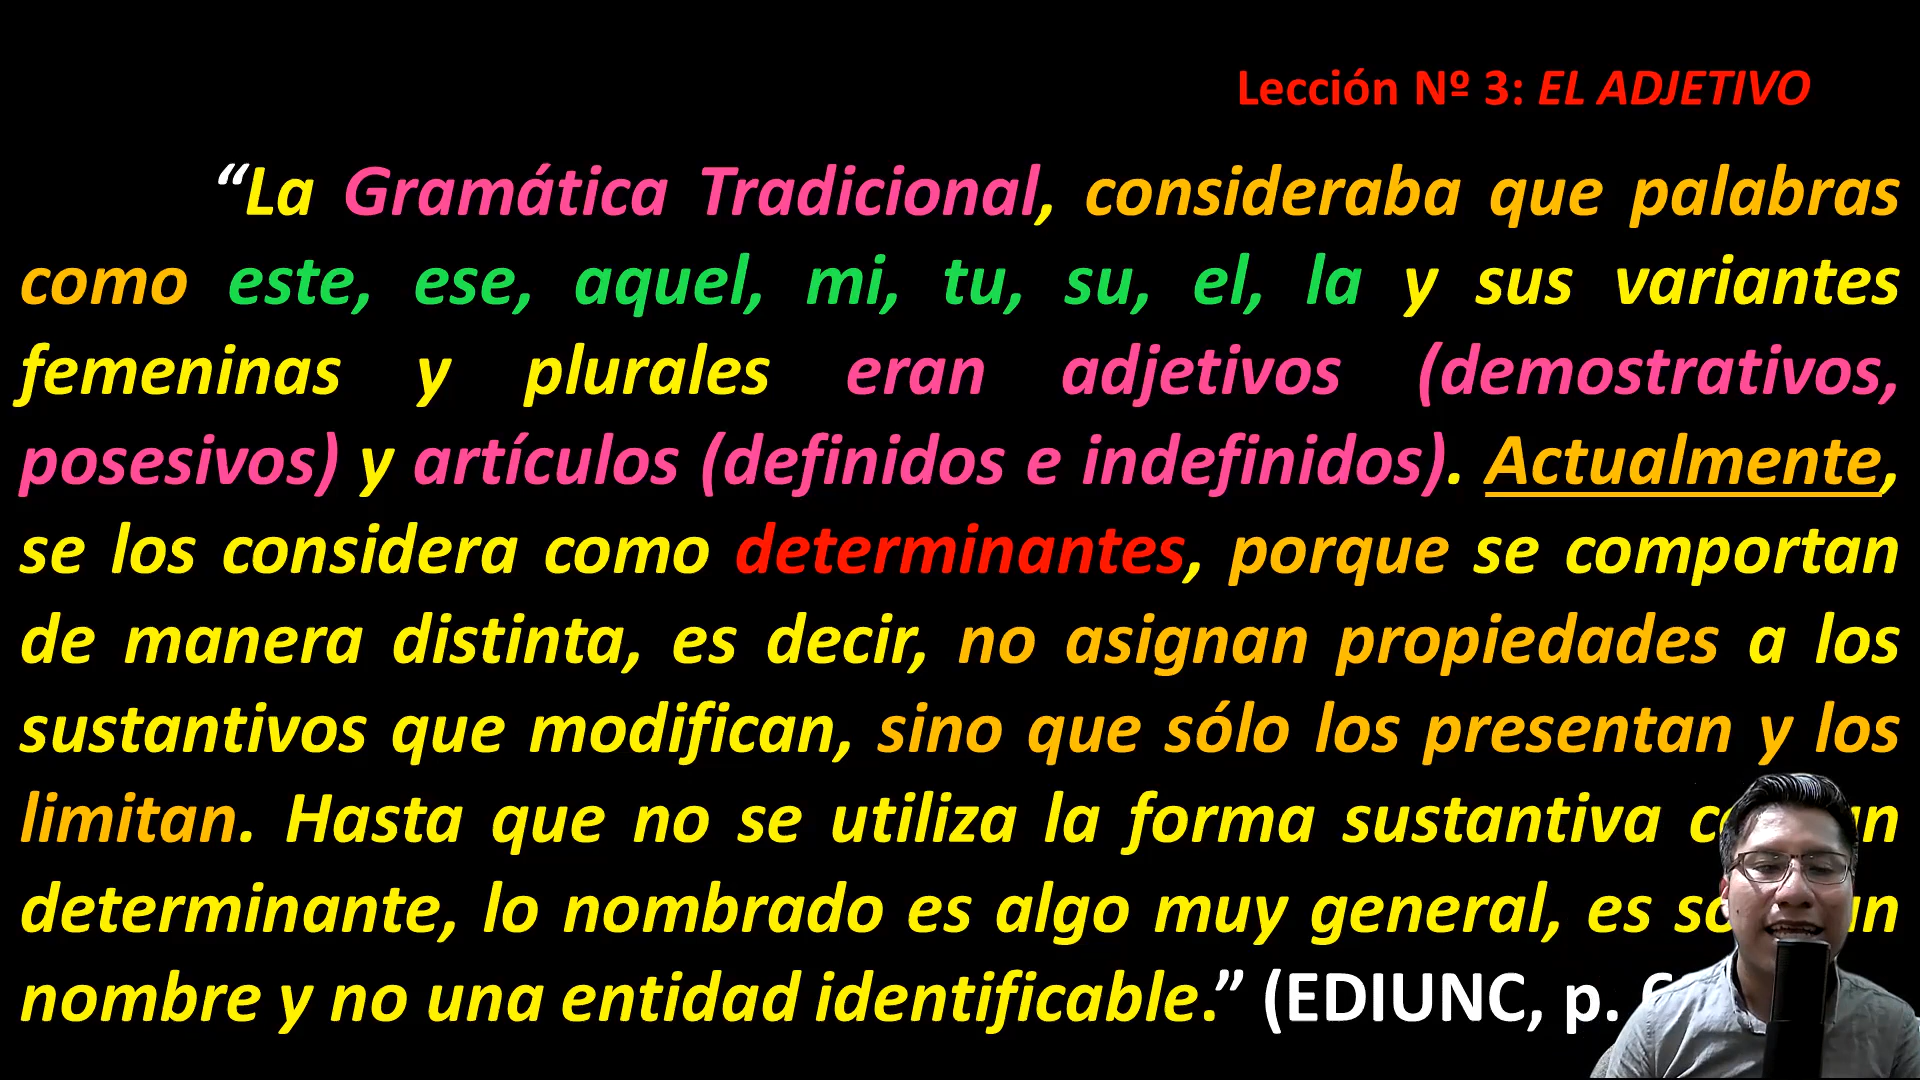 Lección Nº 3: EL ADJETIVO
“La Gramática Tradicional, consideraba que palabras
como este, ese, aquel, mi, tu, su, el, la y sus variantes
femeninas y plurales eran adjetivos (demostrativos,
posesivos) y artículos (definidos e indefinidos). Actualmente,
se los considera como determinantes, porque se comportan
de manera distinta, es decir, no asignan propiedades a los
sustantivos que modifican, sino que sólo los presentan y los
limitan. Hasta que no se utiliza la forma sustantiva
determinante, lo nombrado es algo muy general, es
nombre y no una entidad identificable.” (EDIUNC, p.